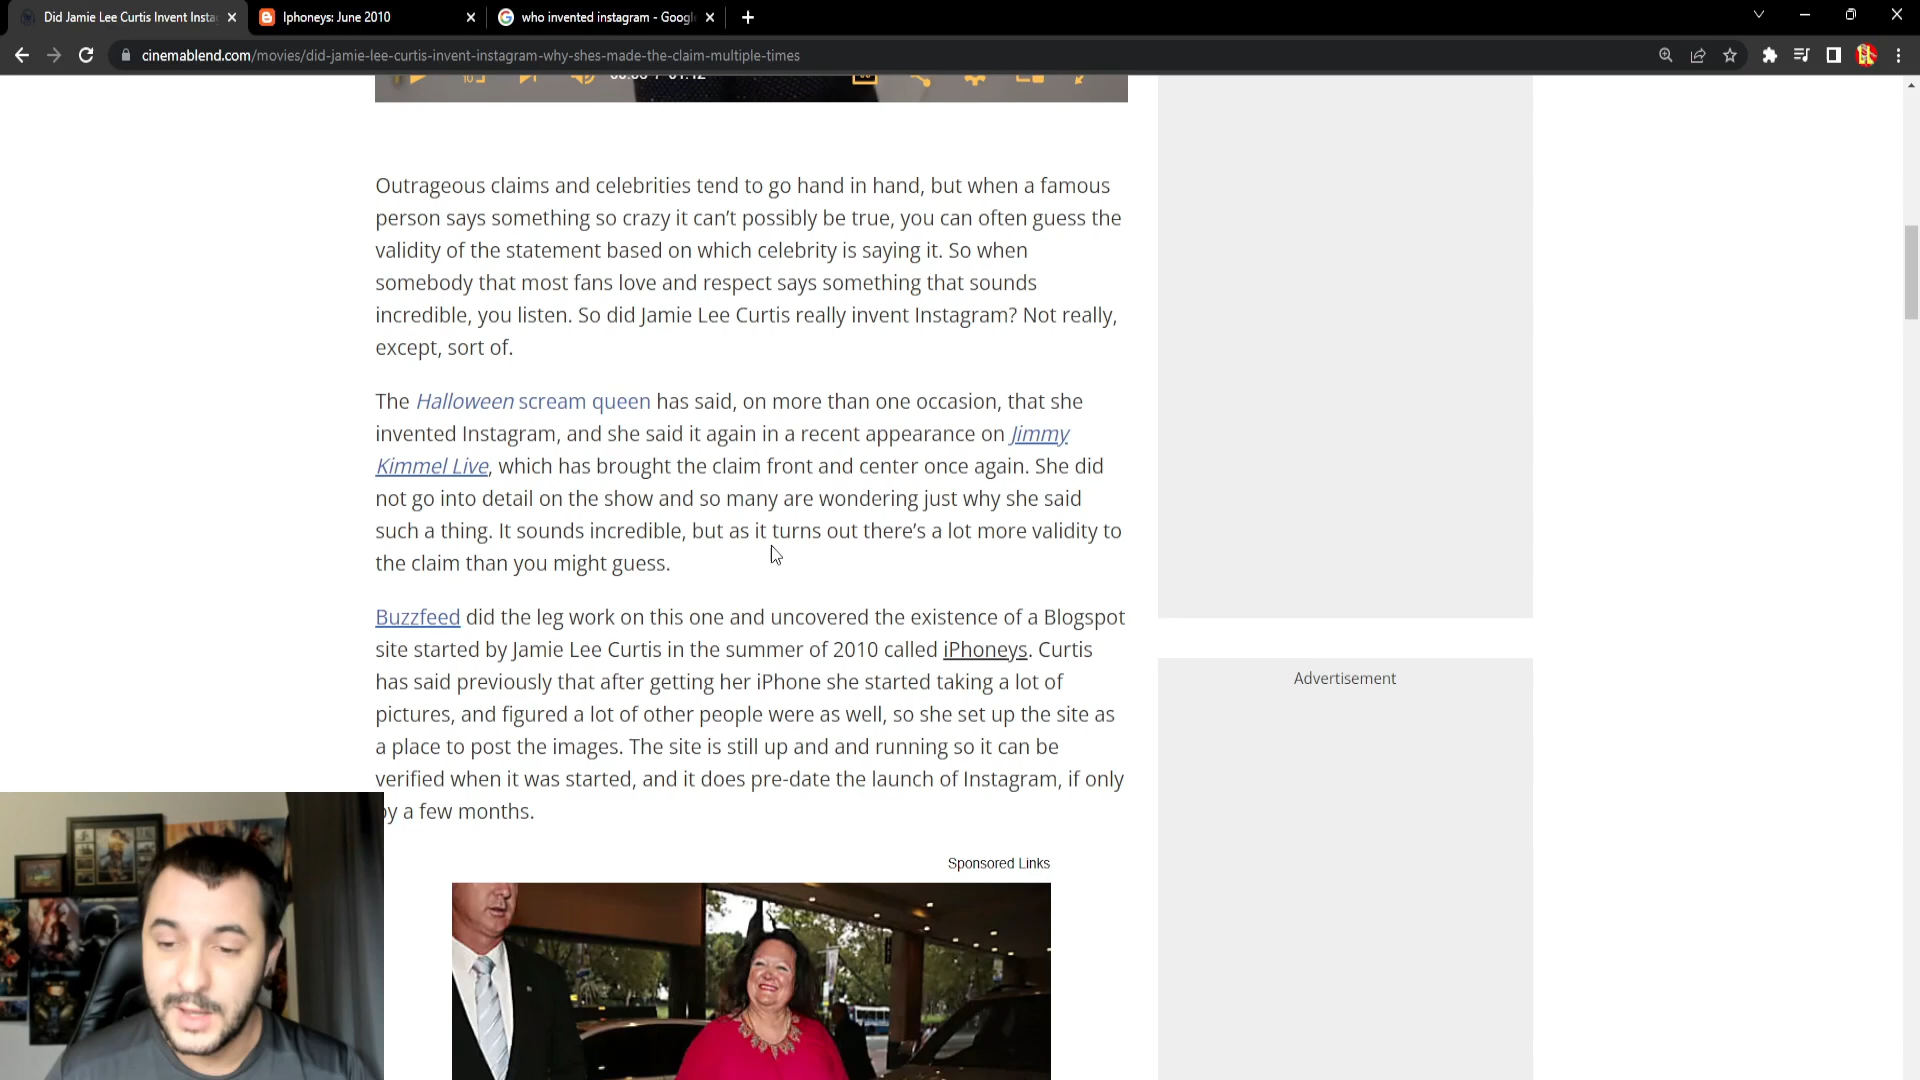 Did Jamie Lee Curtis Invent Insta
Iphoneys: June 2010
who invented instagram - Googl
cinemablend.com/movies/did-jamie-lee-curtis-invent-instagram-why-shes-made-the-claim-multiple-times
Outrageous claims and celebrities tend to go hand in hand, but when a famous
person says something so crazy it can't possibly be true, you can often guess the
validity of the statement based on which celebrity is saying it. So when
somebody that most fans love and respect says something that sounds
incredible, you listen. So did Jamie Lee Curtis really invent Instagram? Not really,
except, sort of.
The Halloween scream queen has said, on more than one occasion, that she
invented Instagram, and she said it again in a recent appearance on Jimmy
Kimmel Live, which has brought the claim front and center once again. She did
not go into detail on the show and so many are wondering just why she said
such a thing. It sounds incredible, but as it turns out there's a lot more validity to
the claim than you might guess.
Buzzfeed did the leg work on this one and uncovered the existence of a Blogspot
site started by Jamie Lee Curtis in the summer of 2010 called iPhoneys. Curtis
has said previously that after getting her iPhone she started taking a lot of
pictures, and figured a lot of other people were as well, so she set up the site as
a place to post the images. The site is still up and and running so it can be
verified when it was started, and it does pre-date the launch of Instagram, if only
by a few months.
Advertisement
Sponsored Links